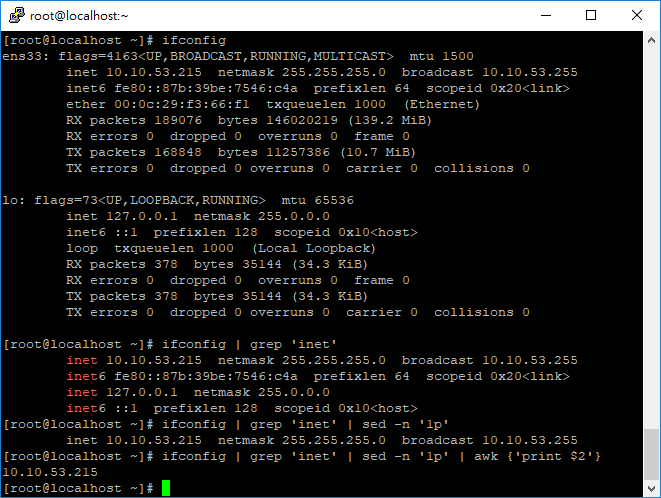 root@localhost:~
[root@localhost ~]# ifconfig
ens33: flags=4163<UP,BROADCAST,RUNNING,MULTICAST>  mtu 1500
        inet 10.10.53.215  netmask 255.255.255.0  broadcast 10.10.53.255
        inet6 fe80::87b:39be:7546:c4a  prefixlen 64  scopeid 0x20<link>
        ether 00:0c:29:f3:66:f1  txqueuelen 1000  (Ethernet)
        RX packets 189076  bytes 146020219 (139.2 MiB)
        RX errors 0  dropped 0  overruns 0  frame 0
        TX packets 168848  bytes 11257386 (10.7 MiB)
        TX errors 0  dropped 0 overruns 0  carrier 0  collisions 0
lo: flags=73<UP,LOOPBACK,RUNNING>  mtu 65536
        inet 127.0.0.1  netmask 255.0.0.0
        inet6 ::1  prefixlen 128  scopeid 0x10<host>
        loop  txqueuelen 1000  (Local Loopback)
        RX packets 378  bytes 35144 (34.3 KiB)
        RX errors 0  dropped 0  overruns 0  frame 0
        TX packets 378  bytes 35144 (34.3 KiB)
        TX errors 0  dropped 0 overruns 0  carrier 0  collisions 0
[root@localhost ~]# ifconfig | grep 'inet'
        inet 10.10.53.215  netmask 255.255.255.0  broadcast 10.10.53.255
        inet6 fe80::87b:39be:7546:c4a  prefixlen 64  scopeid 0x20<link>
        inet 127.0.0.1  netmask 255.0.0.0
        inet6 ::1  prefixlen 128  scopeid 0x10<host>
[root@localhost ~]# ifconfig | grep 'inet' | sed -n '1p'
        inet 10.10.53.215  netmask 255.255.255.0  broadcast 10.10.53.255
[root@localhost ~]# ifconfig | grep 'inet' | sed -n '1p' | awk {'print $2'}
10.10.53.215
[root@localhost ~]#